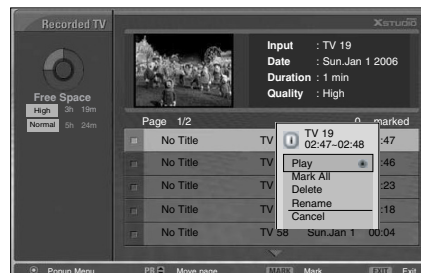 Recorded TV
XSTUDIO
Input : TV 19
Date : Sun.Jan 1 2006
Duration : 1 min
Quality : High
Free Space
High 3h 19m
Normal 5h 24m
Page 1/2 0 marked
No Title TV :47
No Title TV :46
No Title TV :23
No Title TV :18
No Title TV 58 Sun.Jan 1 00:04
TV 19
02:47~02:48
Play
Mark All
Delete
Rename
Cancel
Popup Menu PR Move page MARK Mark EXIT Exit